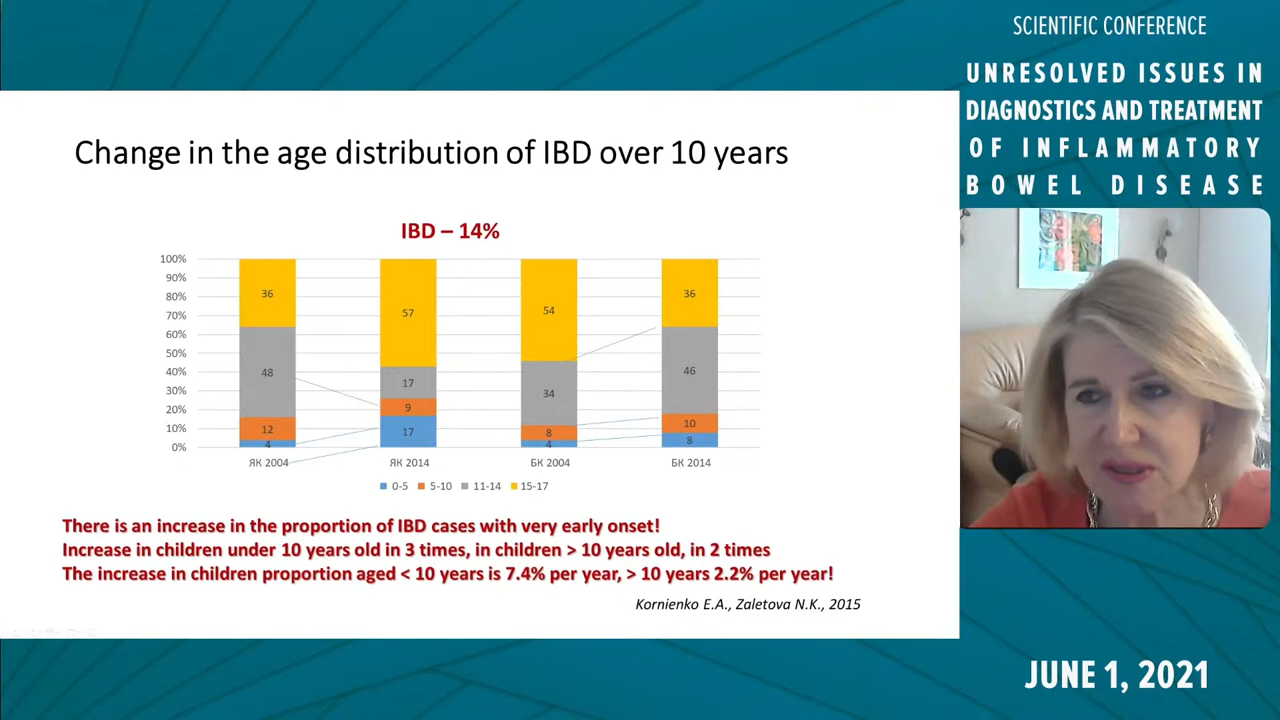 SCIENTIFIC CONFERENCE
UNRESOLVED ISSUES IN
DIAGNOSTICS AND TREATMENT
OF INFLAMMATORY
BOWEL DISEASE
Change in the age distribution of IBD over 10 years
IBD – 14%
100%
90%
80%
70%
60%
50%
40%
30%
20%
10%
0%
36
48
12
4
57
17
9
17
54
34
8
4
36
46
10
8
ЯК 2004
ЯК 2014
БК 2004
БК 2014
0-5
5-10
11-14
15-17
There is an increase in the proportion of IBD cases with very early onset!
Increase in children under 10 years old in 3 times, in children > 10 years old, in 2 times
The increase in children proportion aged < 10 years is 7.4% per year, > 10 years 2.2% per year!
Kornienko E.A., Zaletova N.K., 2015
JUNE 1, 2021